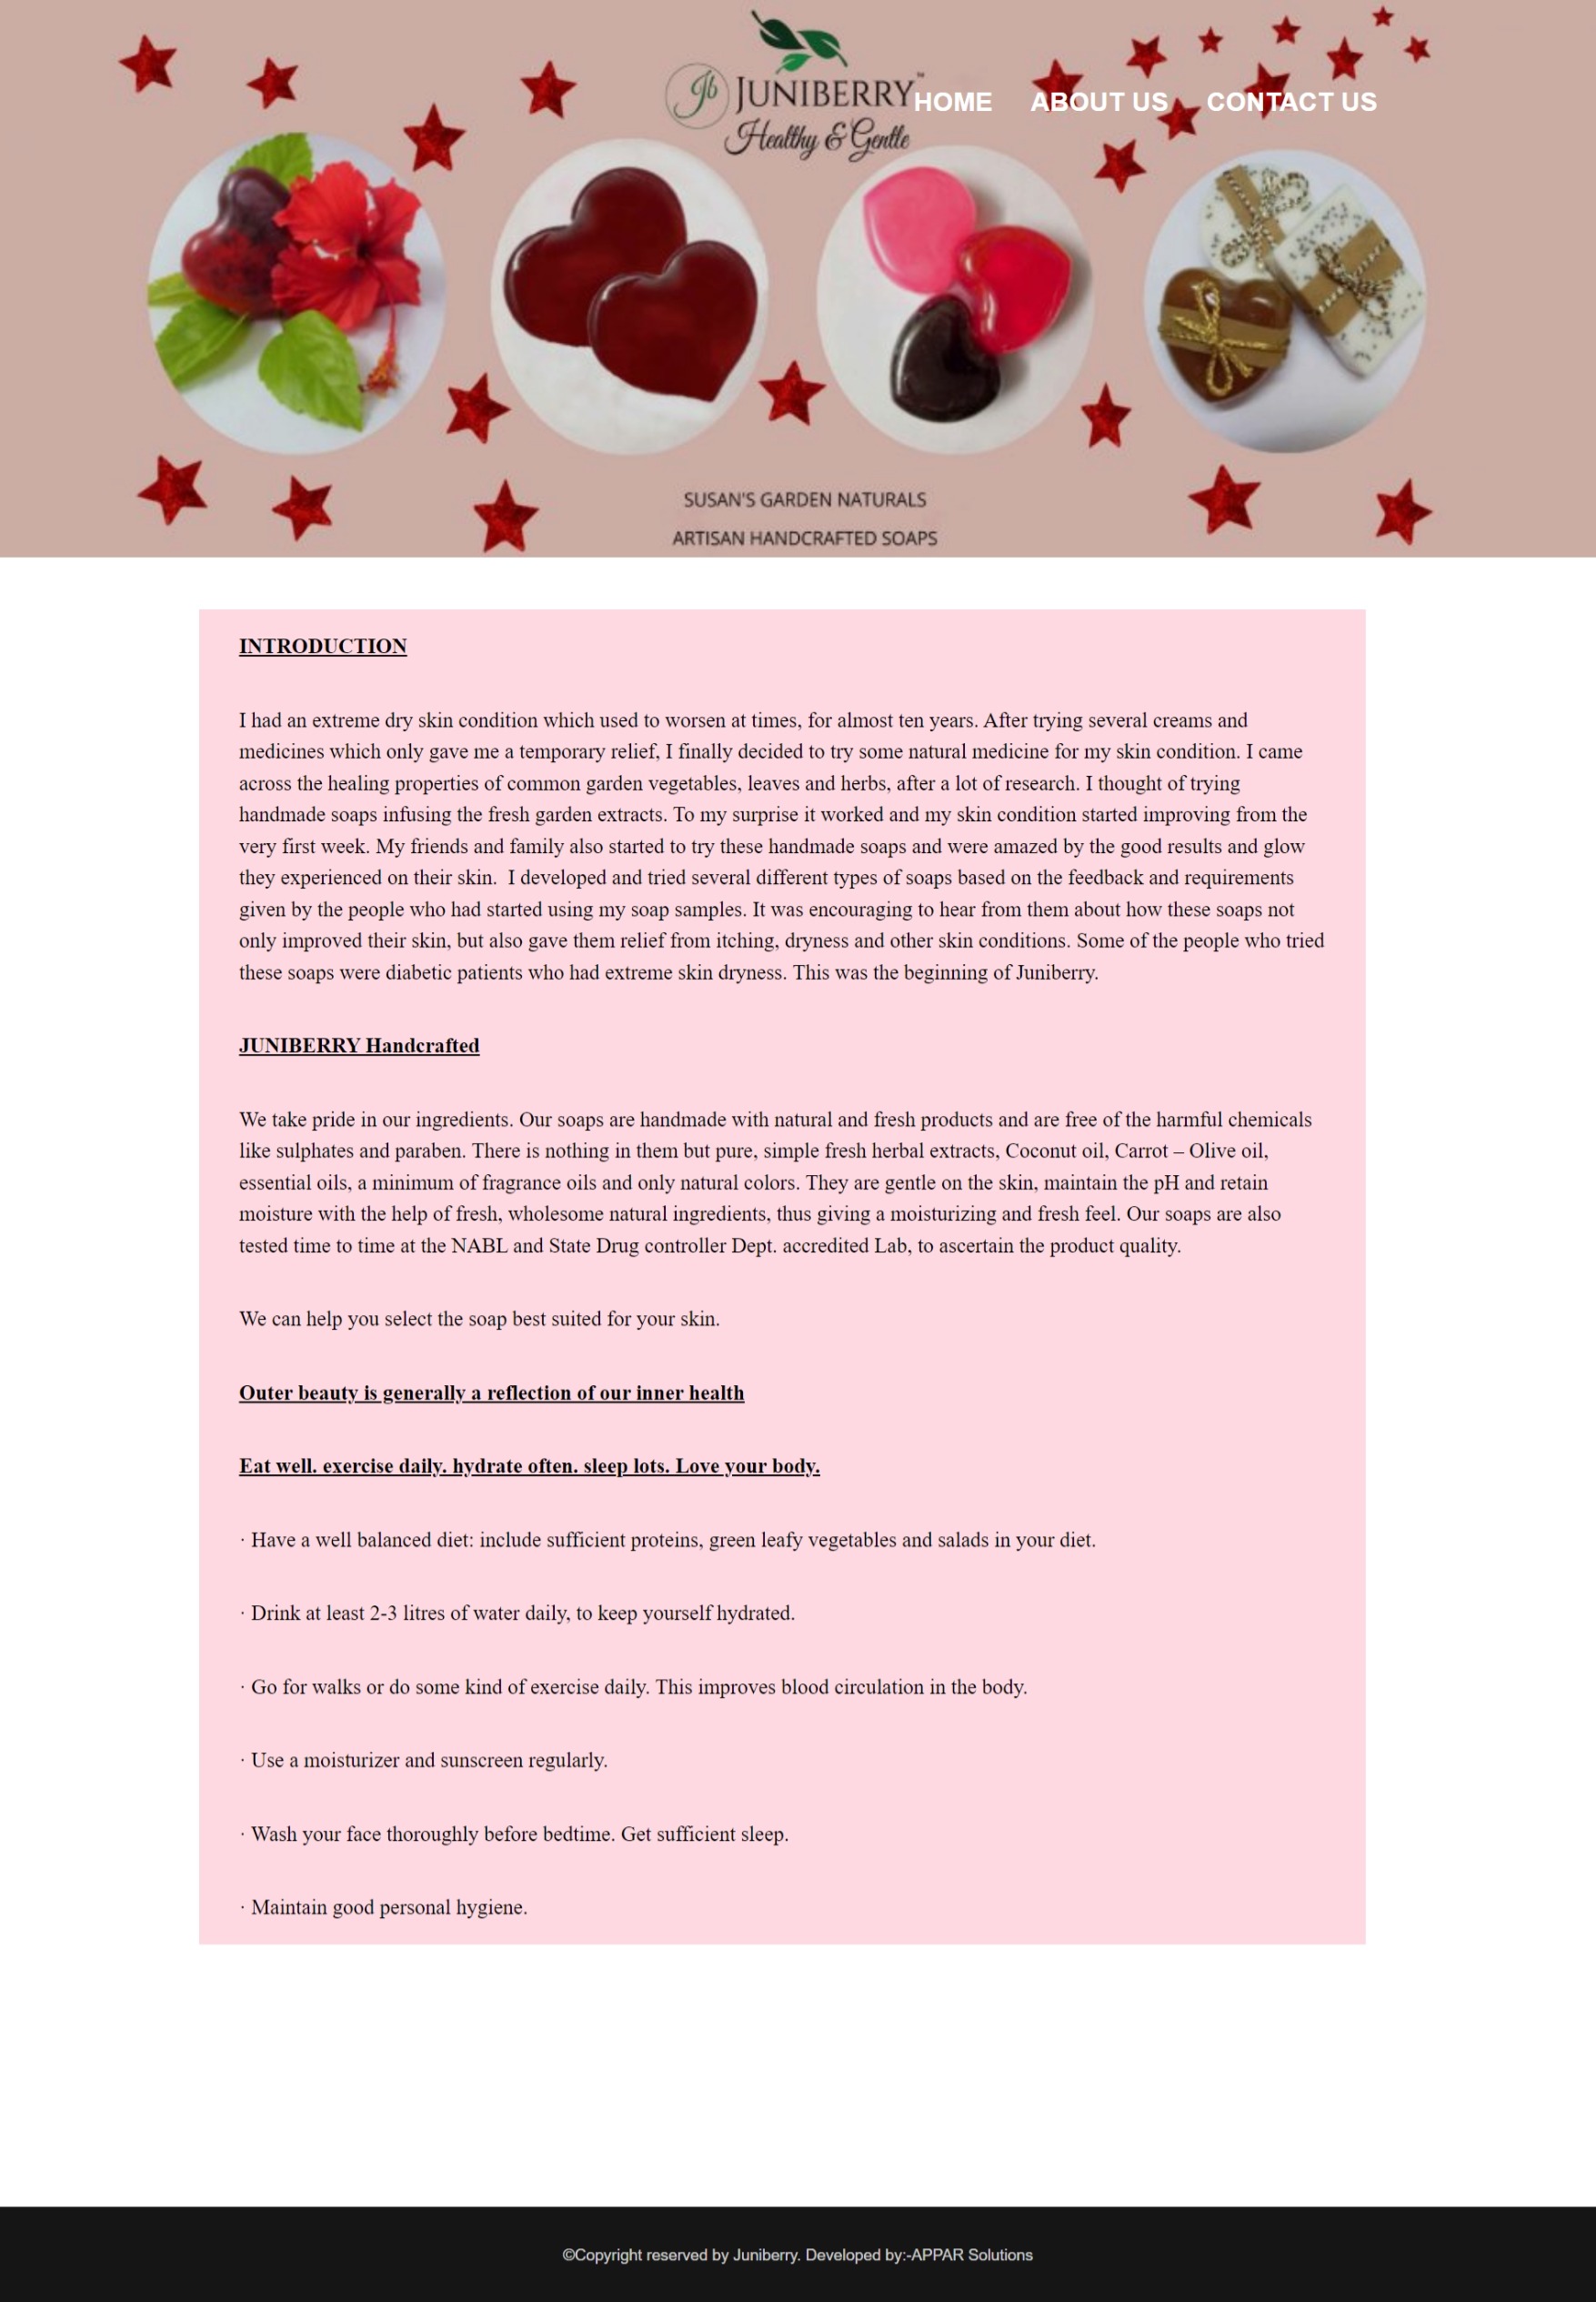 Jb JUNIBERRY™
Healthy & Gentle
HOME ABOUT US CONTACT US
SUSAN'S GARDEN NATURALS
ARTISAN HANDCRAFTED SOAPS
INTRODUCTION
I had an extreme dry skin condition which used to worsen at times, for almost ten years. After trying several creams and
medicines which only gave me a temporary relief, I finally decided to try some natural medicine for my skin condition. I came
across the healing properties of common garden vegetables, leaves and herbs, after a lot of research. I thought of trying
handmade soaps infusing the fresh garden extracts. To my surprise it worked and my skin condition started improving from the
very first week. My friends and family also started to try these handmade soaps and were amazed by the good results and glow
they experienced on their skin.  I developed and tried several different types of soaps based on the feedback and requirements
given by the people who had started using my soap samples. It was encouraging to hear from them about how these soaps not
only improved their skin, but also gave them relief from itching, dryness and other skin conditions. Some of the people who tried
these soaps were diabetic patients who had extreme skin dryness. This was the beginning of Juniberry.
JUNIBERRY Handcrafted
We take pride in our ingredients. Our soaps are handmade with natural and fresh products and are free of the harmful chemicals
like sulphates and paraben. There is nothing in them but pure, simple fresh herbal extracts, Coconut oil, Carrot – Olive oil,
essential oils, a minimum of fragrance oils and only natural colors. They are gentle on the skin, maintain the pH and retain
moisture with the help of fresh, wholesome natural ingredients, thus giving a moisturizing and fresh feel. Our soaps are also
tested time to time at the NABL and State Drug controller Dept. accredited Lab, to ascertain the product quality.
We can help you select the soap best suited for your skin.
Outer beauty is generally a reflection of our inner health
Eat well. exercise daily. hydrate often. sleep lots. Love your body.
· Have a well balanced diet: include sufficient proteins, green leafy vegetables and salads in your diet.
· Drink at least 2-3 litres of water daily, to keep yourself hydrated.
· Go for walks or do some kind of exercise daily. This improves blood circulation in the body.
· Use a moisturizer and sunscreen regularly.
· Wash your face thoroughly before bedtime. Get sufficient sleep.
· Maintain good personal hygiene.
©Copyright reserved by Juniberry. Developed by:-APPAR Solutions